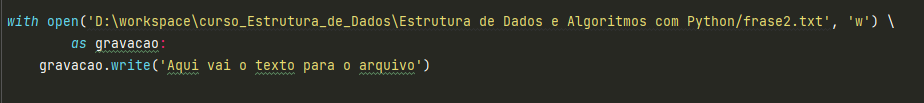 with open('D:\workspace\curso_Estrutura_de_Dados\Estrutura de Dados e Algoritmos com Python/frase2.txt', 'w') \
as gravacao:
gravacao.write('Aqui vai o texto para o arquivo')